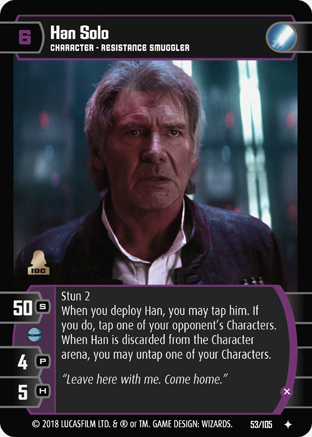 6
Han Solo
CHARACTER • RESISTANCE SMUGGLER
IDC
50 S
4 P
5 H
Stun 2
When you deploy Han, you may tap him. If
you do, tap one of your opponent's Characters.
When Han is discarded from the Character
arena, you may untap one of your Characters.
"Leave here with me. Come home."
© 2018 LUCASFILM LTD. & ® or TM. GAME DESIGN: WIZARDS.
53/105